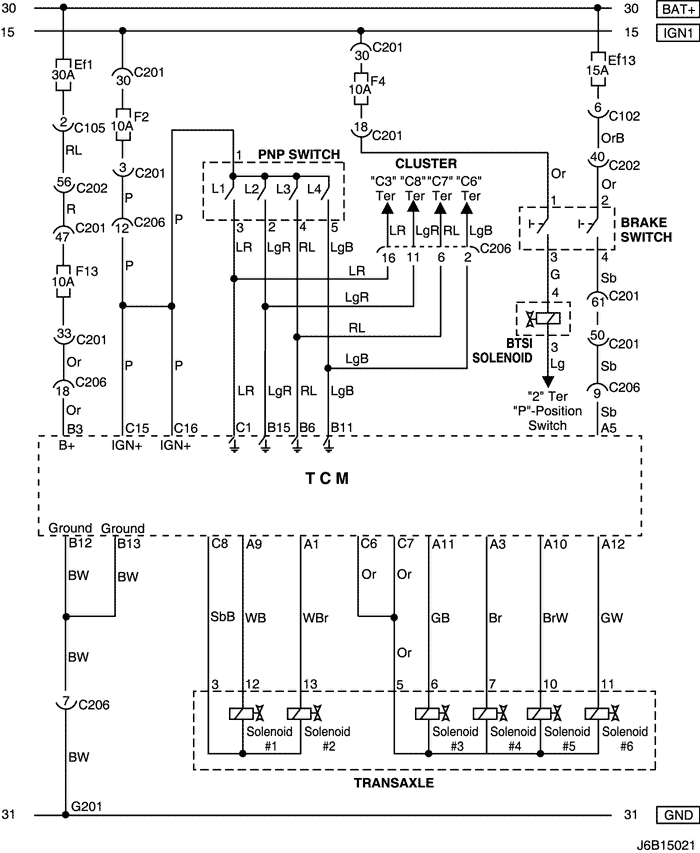 30 30 BAT+
15 15 IGN1
Ef1
30A
C201
30
C201
30
Ef13
15A
F2
10A
F4
10A
2 C105
18 C201
6 C102
RL
OrB
56 C202
3 C201
40 C202
1
PNP SWITCH
CLUSTER
"C3" "C8" "C7" "C6"
Ter Ter Ter Ter
L1 L2 L3 L4
R
P
P
Or
Or
1 2
C201
47
C206
12
BRAKE
SWITCH
3 2 4 5
LR LgR RL LgB
LR LgR RL LgB
C206
16 11 6 2
3 4
F13
10A
P
LR
LgR
RL
LgB
G
Sb
4
61 C201
33 C201
BTSI
SOLENOID
3
50 C201
Or
P
P
Lg
Sb
C206
18
LR LgR RL LgB
"2" Ter
"P"-Position
Switch
C206
9
Or
Sb
B3 C15 C16 C1 B15 B6 B11 A5
B+ IGN+ IGN+
TCM
Ground Ground
B12 B13 C8 A9 A1 C6 C7 A11 A3 A10 A12
BW BW Or Or
SbB WB WBr GB Br BrW GW
BW Or
3 12 13 5 6 7 10 11
7 C206
Solenoid
#1
Solenoid
#2
Solenoid
#3
Solenoid
#4
Solenoid
#5
Solenoid
#6
BW
TRANSAXLE
G201
31 31 GND
J6B15021